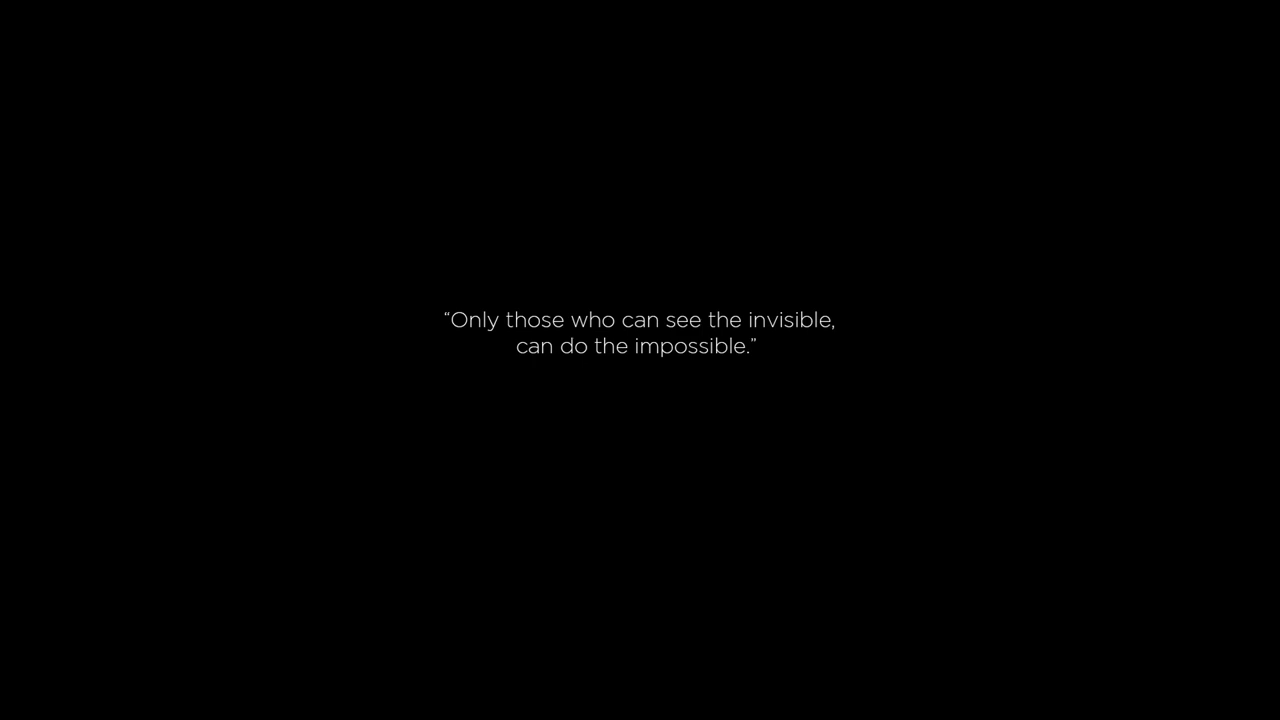 “Only those who can see the invisible,
can do the impossible.”